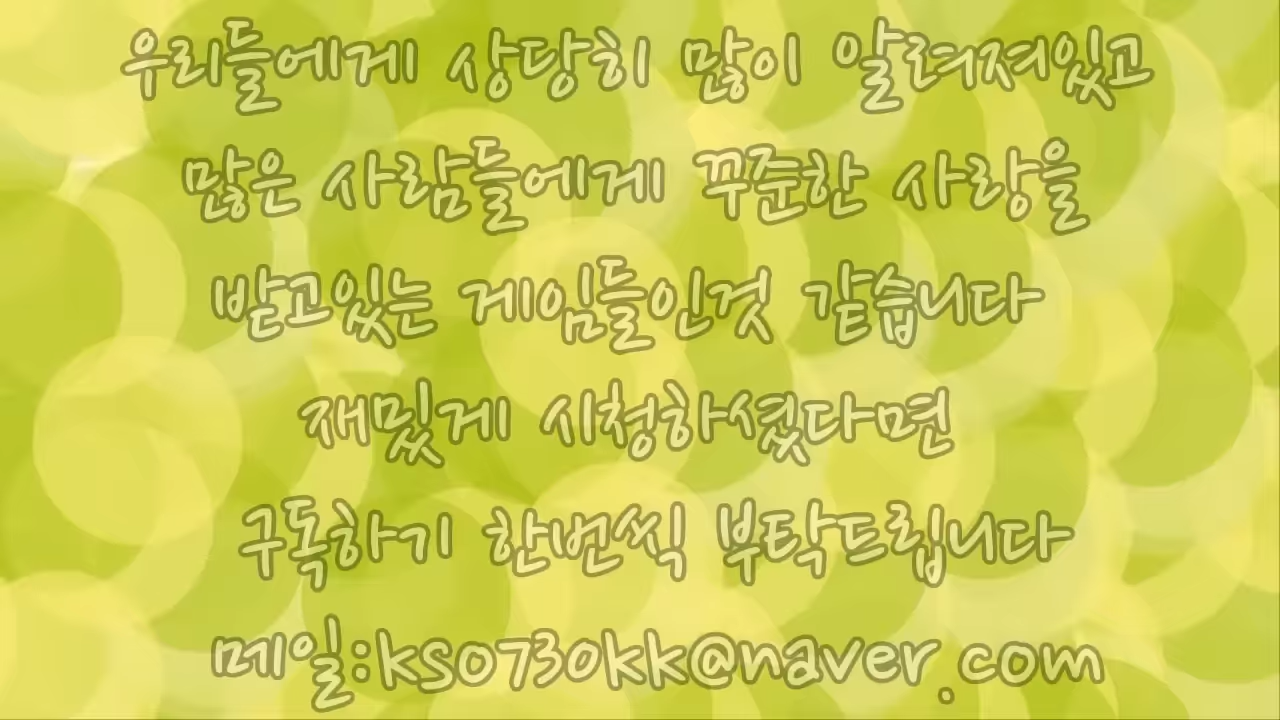 우리들에게 상당히 많이 알려져있고
많은 사람들에게 꾸준한 사랑을
받고있는 게임들인것 같습니다
재밌게 시청하셨다면
구독하기 한번씩 부탁드립니다
메일:kso730kk@naver.com